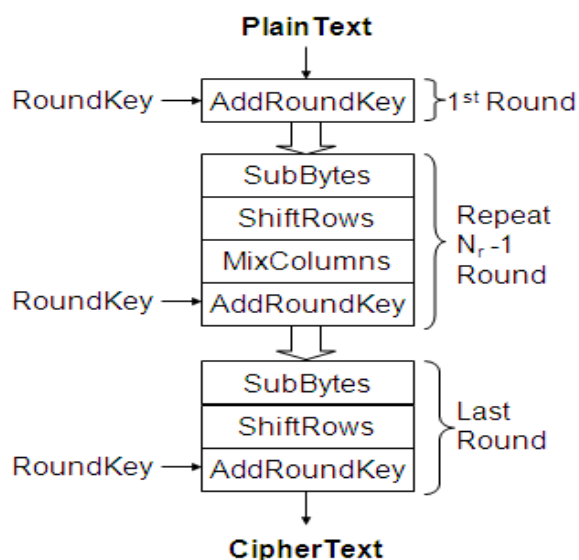 PlainText
RoundKey
AddRoundKey
1st Round
SubBytes
ShiftRows
MixColumns
RoundKey
AddRoundKey
Repeat
Nr -1
Round
SubBytes
ShiftRows
RoundKey
AddRoundKey
Last
Round
CipherText